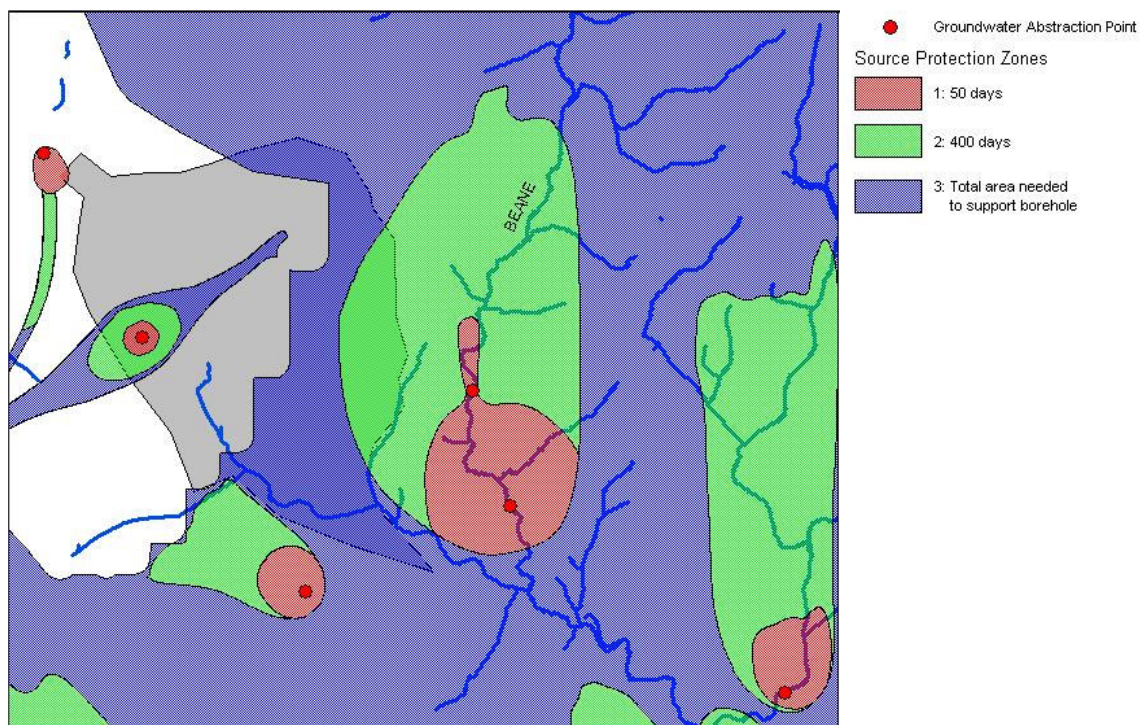 Groundwater Abstraction Point
Source Protection Zones
1: 50 days
2: 400 days
3: Total area needed
to support borehole
BEANE